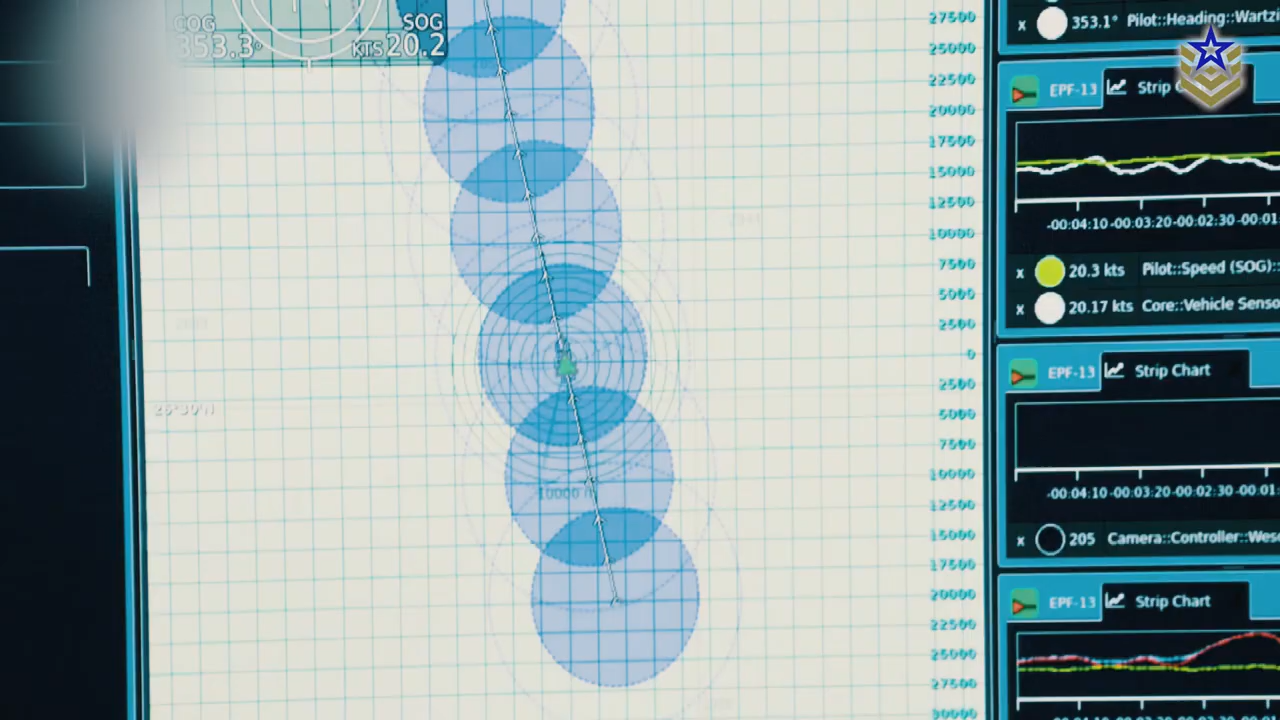 COG
353.3°
SOG
KTS 20.2
27500
25000
22500
20000
17500
15000
12500
10000
7500
5000
2500
0
2500
5000
7500
10000
12500
15000
17500
20000
22500
25000
27500
30000
10000
x 353.1° Pilot::Heading::Wartzi
EPF-13 Strip
-00:04:10 -00:03:20 -00:02:30 -00:01:
x 20.3 kts Pilot::Speed (SOG)::
x 20.17 kts Core::Vehicle Senso
EPF-13 Strip Chart
-00:04:10 -00:03:20 -00:02:30 -00:01:
x 205 Camera::Controller::Wesc
EPF-13 Strip Chart